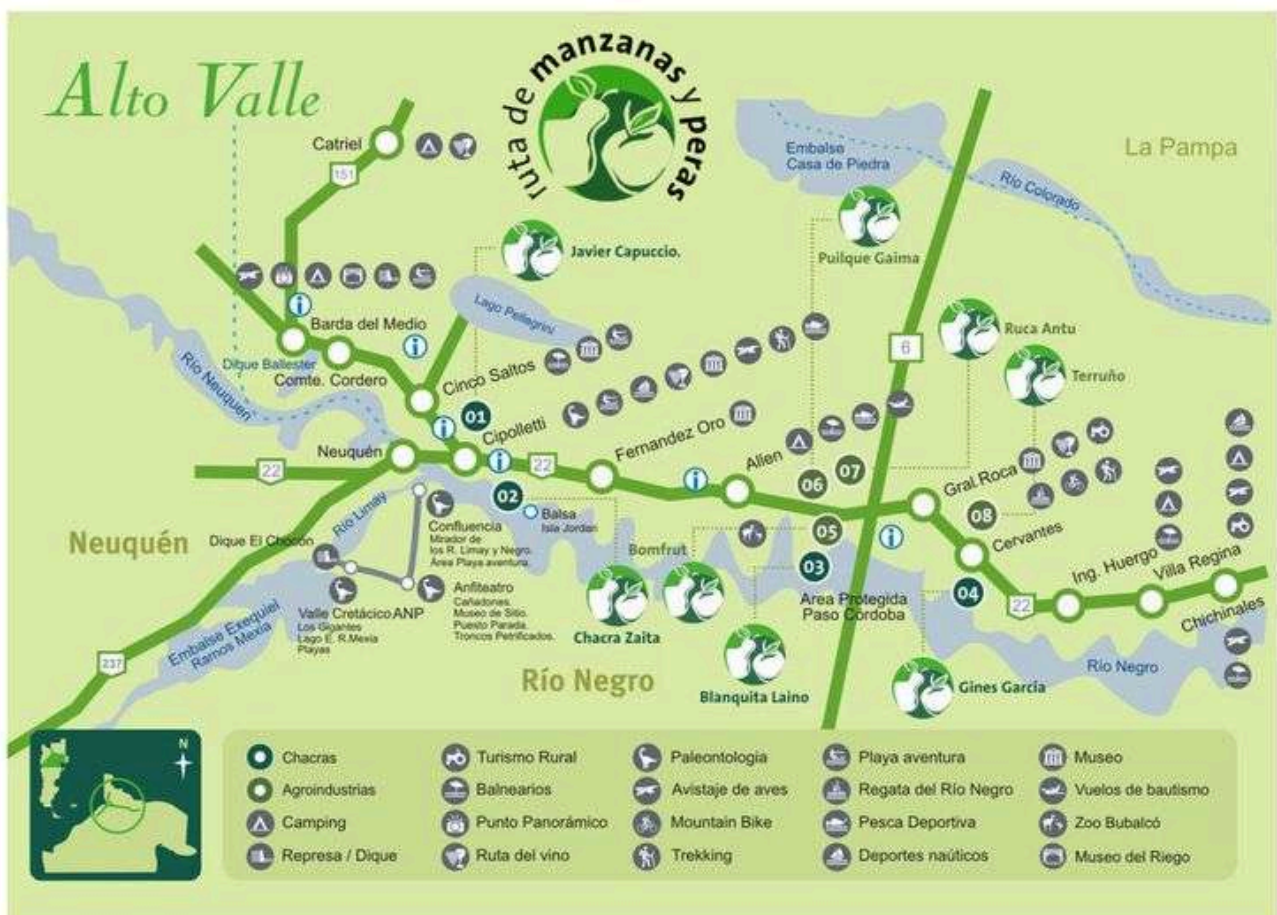 Alto Valle
ruta de manzanas y peras
Catriel
151
Embalse
Casa de Piedra
La Pampa
Río Colorado
Javier Capuccio.
Puilque Gaima
Lago Pellegrini
Ruca Antu
6
Terruño
Barda del Medio
Dique Ballester
Comte. Cordero
Río Neuquén
Cinco Saltos
01
Cipolletti
Fernandez Oro
Allen
Gral. Roca
Neuquén
22
22
06
07
02
Balsa
Isla Jordan
08
Cervantes
Ing. Huergo
Villa Regina
Chichinales
Río Limay
Neuquén
Dique El Chocón
Confluencia
Mirador de
los R. Limay y Negro.
Área Playa aventura.
Bomfrut
05
03
Area Protegida
Paso Córdoba
04
22
Valle Cretácico ANP
Los Gigantes
Lago E. R.Mexia
Playas
Anfiteatro
Cañadones.
Museo de Sitio.
Puesto Parada.
Troncos Petrificados.
Embalse Exequiel
Ramos Mexia
237
Chacra Zaita
Río Negro
Blanquita Laino
Gines García
Río Negro
N
Chacras
Turismo Rural
Paleontologia
Playa aventura
Museo
Agroindustrias
Balnearios
Avistaje de aves
Regata del Río Negro
Vuelos de bautismo
Camping
Punto Panorámico
Mountain Bike
Pesca Deportiva
Zoo Bubalcó
Represa / Dique
Ruta del vino
Trekking
Deportes naúticos
Museo del Riego